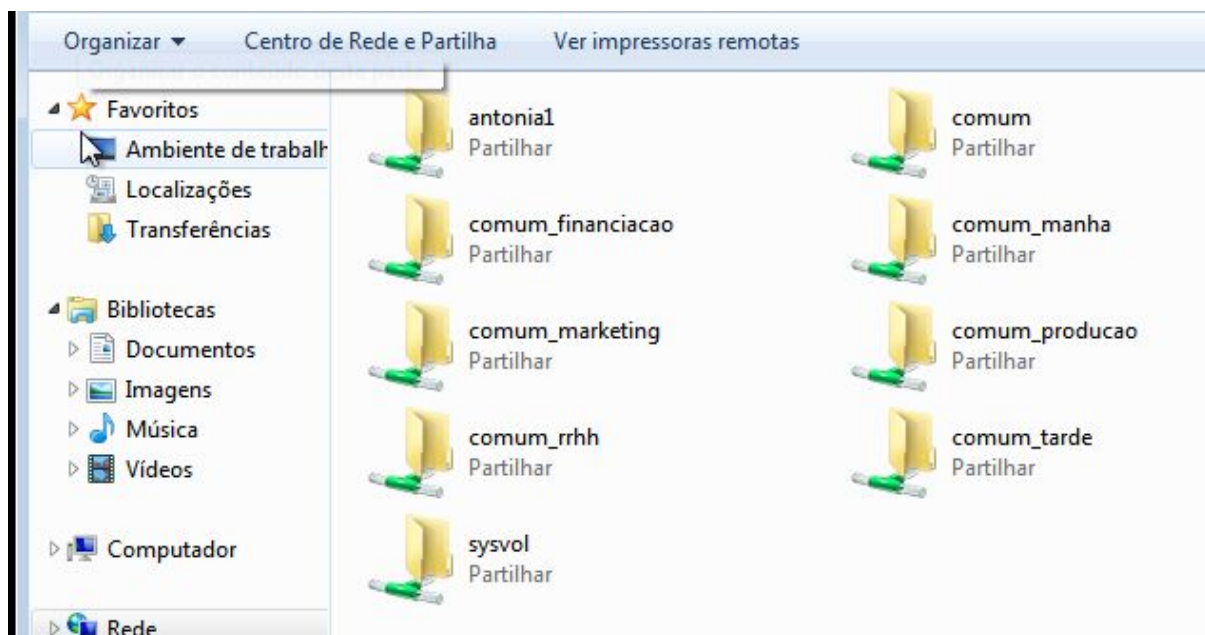 Organizar
Centro de Rede e Partilha
Ver impressoras remotas
Favoritos
Ambiente de trabalh
Localizações
Transferências
Bibliotecas
Documentos
Imagens
Música
Vídeos
Computador
Rede
antonia1
Partilhar
comum
Partilhar
comum_financiacao
Partilhar
comum_manha
Partilhar
comum_marketing
Partilhar
comum_producao
Partilhar
comum_rrhh
Partilhar
comum_tarde
Partilhar
sysvol
Partilhar